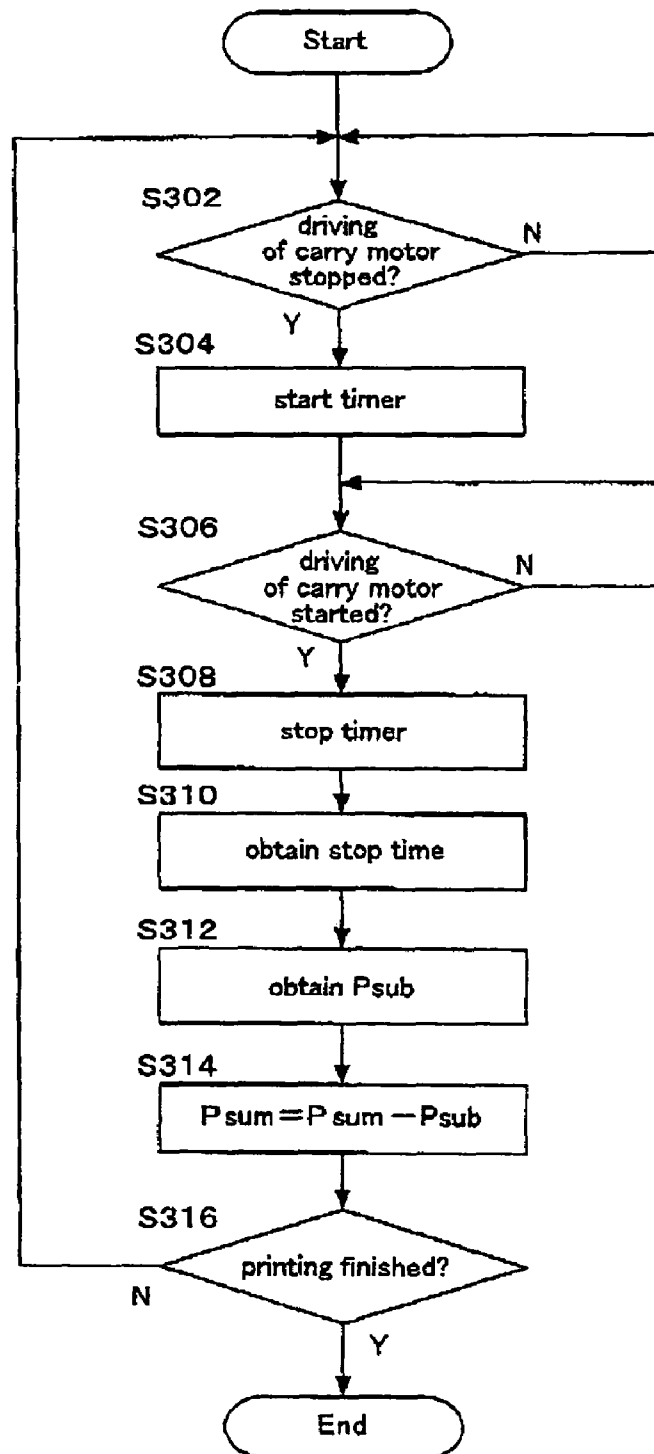 Start
S302
driving
of carry motor
stopped?
N
Y
S304
start timer
S306
driving
of carry motor
started?
N
Y
S308
stop timer
S310
obtain stop time
S312
obtain Psub
S314
Psum=Psum-Psub
S316
printing finished?
N
Y
End